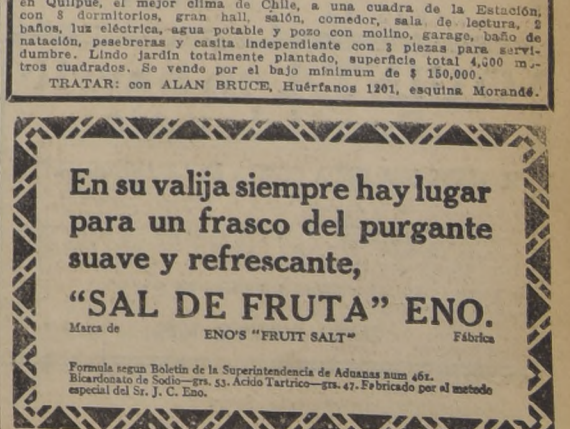 en Quilpué, el mejor clima de Chile, a una cuadra de la Estación,
con 8 dormitorios, gran hall, salón, comedor, sala de lectura, 2
baños, luz eléctrica, agua potable y pozo con molino, garage, baño de
natación, pesebreras y casita independiente con 3 piezas para servi-
dumbre. Lindo jardín totalmente plantado, superficie total 4,600 me-
tros cuadrados. Se vende por el bajo minimum de $ 150,000.
TRATAR: con ALAN BRUCE, Huérfanos 1201, esquina Morandé.
En su valija siempre hay lugar
para un frasco del purgante
suave y refrescante,
“SAL DE FRUTA” ENO.
Marca de ENO'S "FRUIT SALT" Fábrica
Formula segun Boletín de la Superintendencia de Aduanas num 461.
Bicardonato de Sodio—grs. 53. Acido Tartrico—grs. 47. Fabricado por el metodo
especial del Sr. J. C. Eno.